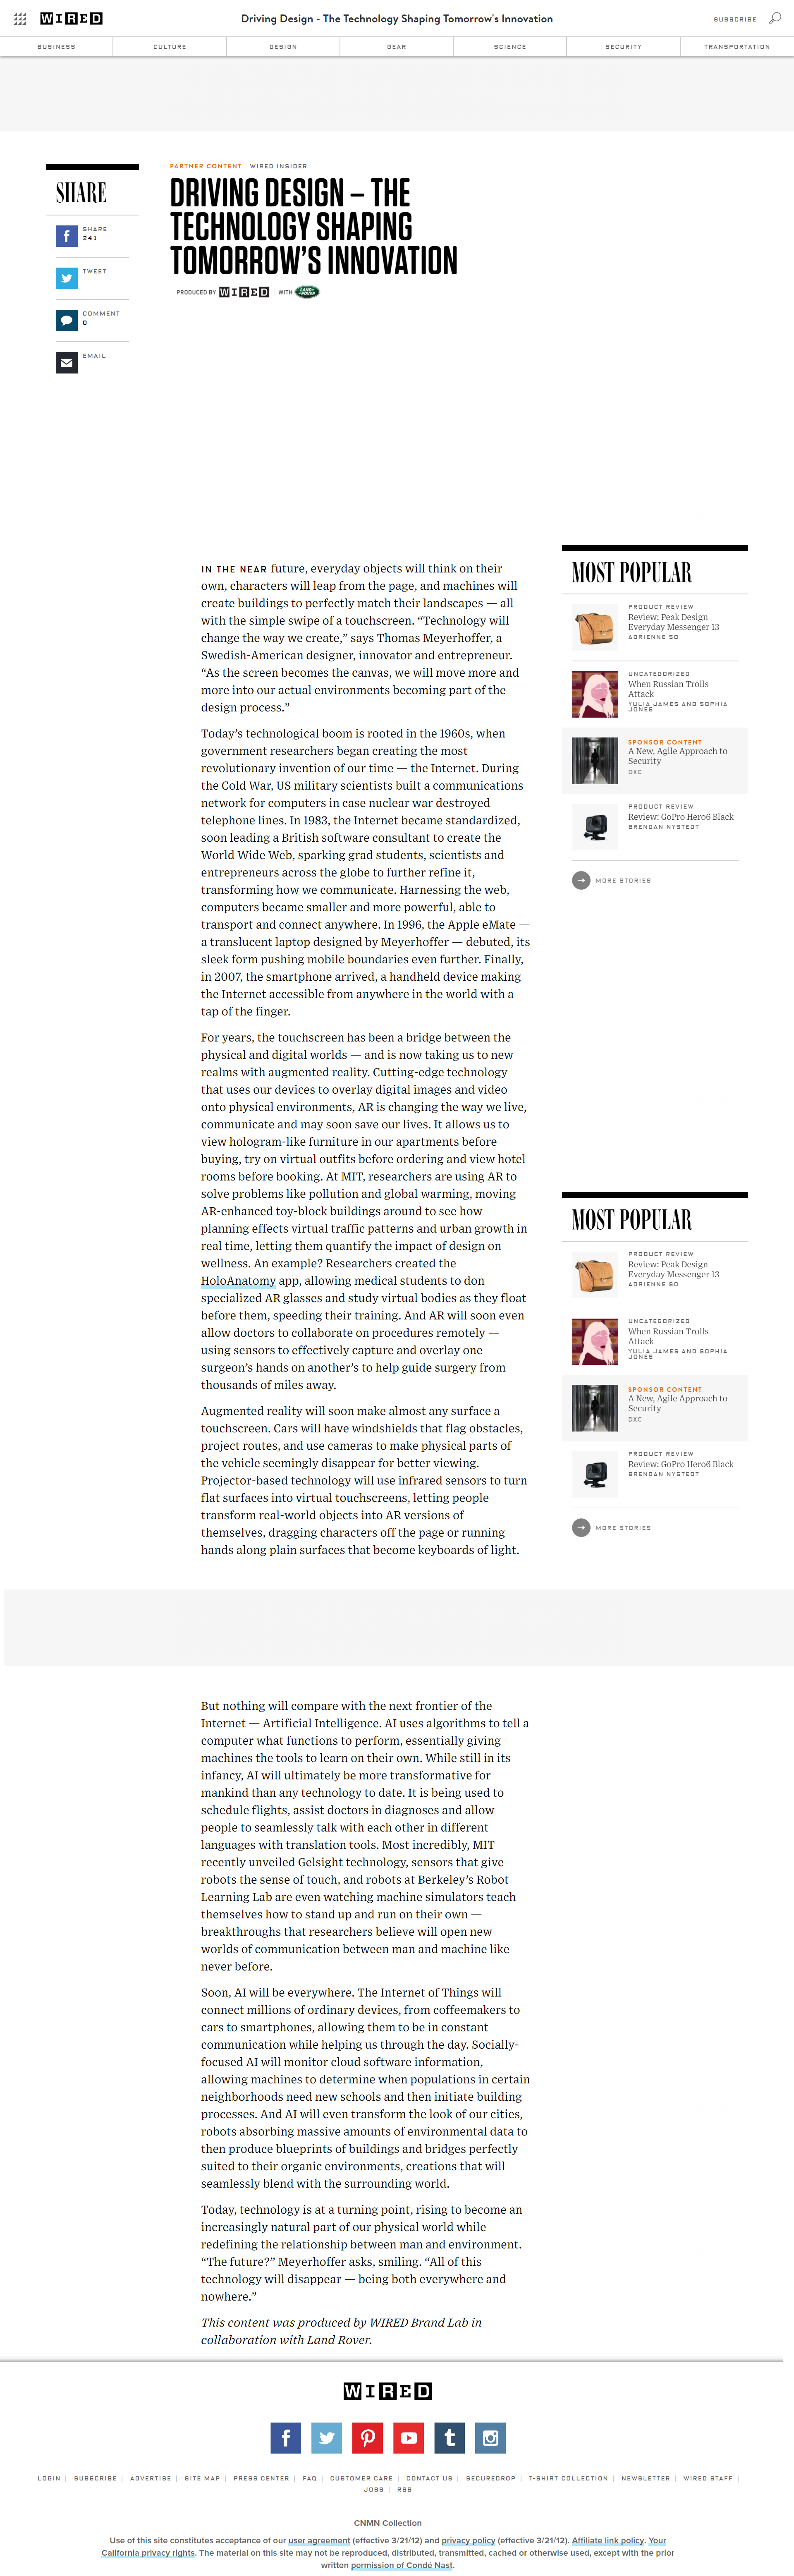 WIRED
Driving Design - The Technology Shaping Tomorrow's Innovation
SUBSCRIBE
BUSINESS
CULTURE
DESIGN
GEAR
SCIENCE
SECURITY
TRANSPORTATION
SHARE
SHARE
241
TWEET
COMMENT
0
EMAIL
PARTNER CONTENT WIRED INSIDER
DRIVING DESIGN – THE
TECHNOLOGY SHAPING
TOMORROW'S INNOVATION
PRODUCED BY WIRED | WITH LAND ROVER
IN THE NEAR future, everyday objects will think on their
own, characters will leap from the page, and machines will
create buildings to perfectly match their landscapes — all
with the simple swipe of a touchscreen. “Technology will
change the way we create,” says Thomas Meyerhoffer, a
Swedish-American designer, innovator and entrepreneur.
“As the screen becomes the canvas, we will move more and
more into our actual environments becoming part of the
design process.”
Today’s technological boom is rooted in the 1960s, when
government researchers began creating the most
revolutionary invention of our time — the Internet. During
the Cold War, US military scientists built a communications
network for computers in case nuclear war destroyed
telephone lines. In 1983, the Internet became standardized,
soon leading a British software consultant to create the
World Wide Web, sparking grad students, scientists and
entrepreneurs across the globe to further refine it,
transforming how we communicate. Harnessing the web,
computers became smaller and more powerful, able to
transport and connect anywhere. In 1996, the Apple eMate —
a translucent laptop designed by Meyerhoffer — debuted, its
sleek form pushing mobile boundaries even further. Finally,
in 2007, the smartphone arrived, a handheld device making
the Internet accessible from anywhere in the world with a
tap of the finger.
For years, the touchscreen has been a bridge between the
physical and digital worlds — and is now taking us to new
realms with augmented reality. Cutting-edge technology
that uses our devices to overlay digital images and video
onto physical environments, AR is changing the way we live,
communicate and may soon save our lives. It allows us to
view hologram-like furniture in our apartments before
buying, try on virtual outfits before ordering and view hotel
rooms before booking. At MIT, researchers are using AR to
solve problems like pollution and global warming, moving
AR-enhanced toy-block buildings around to see how
planning effects virtual traffic patterns and urban growth in
real time, letting them quantify the impact of design on
wellness. An example? Researchers created the
HoloAnatomy app, allowing medical students to don
specialized AR glasses and study virtual bodies as they float
before them, speeding their training. And AR will soon even
allow doctors to collaborate on procedures remotely —
using sensors to effectively capture and overlay one
surgeon’s hands on another’s to help guide surgery from
thousands of miles away.
Augmented reality will soon make almost any surface a
touchscreen. Cars will have windshields that flag obstacles,
project routes, and use cameras to make physical parts of
the vehicle seemingly disappear for better viewing.
Projector-based technology will use infrared sensors to turn
flat surfaces into virtual touchscreens, letting people
transform real-world objects into AR versions of
themselves, dragging characters off the page or running
hands along plain surfaces that become keyboards of light.
MOST POPULAR
PRODUCT REVIEW
Review: Peak Design
Everyday Messenger 13
ADRIENNE SO
UNCATEGORIZED
When Russian Trolls
Attack
YULIA JAMES AND SOPHIA
JONES
SPONSOR CONTENT
A New, Agile Approach to
Security
DXC
PRODUCT REVIEW
Review: GoPro Hero6 Black
BRENDAN NYSTEDT
MORE STORIES
MOST POPULAR
PRODUCT REVIEW
Review: Peak Design
Everyday Messenger 13
ADRIENNE SO
UNCATEGORIZED
When Russian Trolls
Attack
YULIA JAMES AND SOPHIA
JONES
SPONSOR CONTENT
A New, Agile Approach to
Security
DXC
PRODUCT REVIEW
Review: GoPro Hero6 Black
BRENDAN NYSTEDT
MORE STORIES
But nothing will compare with the next frontier of the
Internet — Artificial Intelligence. AI uses algorithms to tell a
computer what functions to perform, essentially giving
machines the tools to learn on their own. While still in its
infancy, AI will ultimately be more transformative for
mankind than any technology to date. It is being used to
schedule flights, assist doctors in diagnoses and allow
people to seamlessly talk with each other in different
languages with translation tools. Most incredibly, MIT
recently unveiled Gelsight technology, sensors that give
robots the sense of touch, and robots at Berkeley’s Robot
Learning Lab are even watching machine simulators teach
themselves how to stand up and run on their own —
breakthroughs that researchers believe will open new
worlds of communication between man and machine like
never before.
Soon, AI will be everywhere. The Internet of Things will
connect millions of ordinary devices, from coffeemakers to
cars to smartphones, allowing them to be in constant
communication while helping us through the day. Socially-
focused AI will monitor cloud software information,
allowing machines to determine when populations in certain
neighborhoods need new schools and then initiate building
processes. And AI will even transform the look of our cities,
robots absorbing massive amounts of environmental data to
then produce blueprints of buildings and bridges perfectly
suited to their organic environments, creations that will
seamlessly blend with the surrounding world.
Today, technology is at a turning point, rising to become an
increasingly natural part of our physical world while
redefining the relationship between man and environment.
“The future?” Meyerhoffer asks, smiling. “All of this
technology will disappear — being both everywhere and
nowhere.”
This content was produced by WIRED Brand Lab in
collaboration with Land Rover.
WIRED
LOGIN | SUBSCRIBE | ADVERTISE | SITE MAP | PRESS CENTER | FAQ | CUSTOMER CARE | CONTACT US | SECUREDROP | T-SHIRT COLLECTION | NEWSLETTER | WIRED STAFF |
JOBS | RSS
CNMN Collection
Use of this site constitutes acceptance of our user agreement (effective 3/21/12) and privacy policy (effective 3/21/12). Affiliate link policy. Your
California privacy rights. The material on this site may not be reproduced, distributed, transmitted, cached or otherwise used, except with the prior
written permission of Condé Nast.